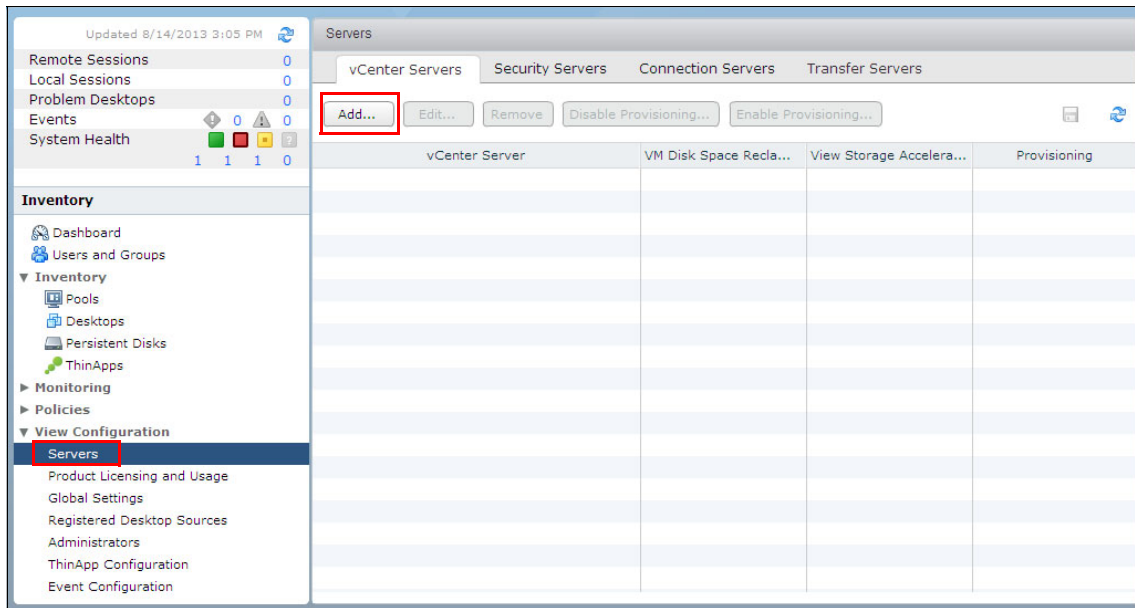 Updated 8/14/2013 3:05 PM
Remote Sessions 0
Local Sessions 0
Problem Desktops 0
Events 0 0
System Health ?
1 1 1 0
Inventory
Dashboard
Users and Groups
Inventory
Pools
Desktops
Persistent Disks
ThinApps
Monitoring
Policies
View Configuration
Servers
Product Licensing and Usage
Global Settings
Registered Desktop Sources
Administrators
ThinApp Configuration
Event Configuration
Servers
vCenter Servers Security Servers Connection Servers Transfer Servers
Add... Edit... Remove Disable Provisioning... Enable Provisioning...
vCenter Server VM Disk Space Recla... View Storage Accelera... Provisioning